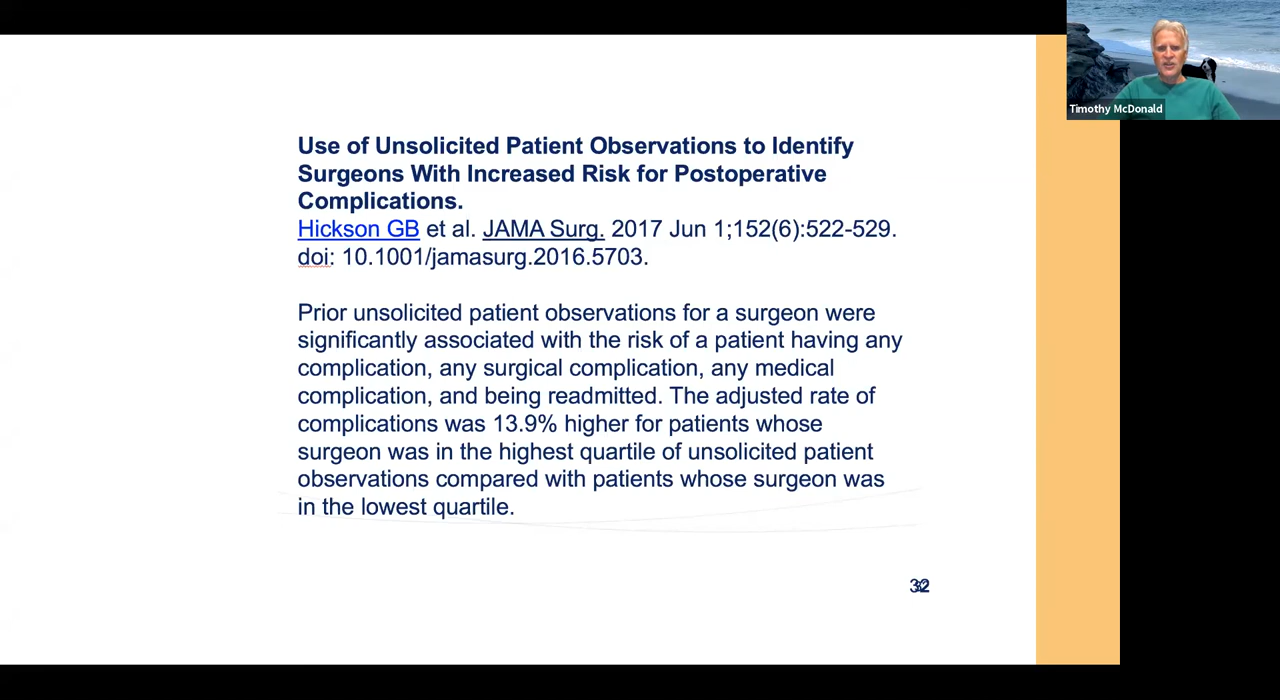 Timothy McDonald
Use of Unsolicited Patient Observations to Identify
Surgeons With Increased Risk for Postoperative
Complications.
Hickson GB et al. JAMA Surg. 2017 Jun 1;152(6):522-529.
doi: 10.1001/jamasurg.2016.5703.
Prior unsolicited patient observations for a surgeon were
significantly associated with the risk of a patient having any
complication, any surgical complication, any medical
complication, and being readmitted. The adjusted rate of
complications was 13.9% higher for patients whose
surgeon was in the highest quartile of unsolicited patient
observations compared with patients whose surgeon was
in the lowest quartile.
32